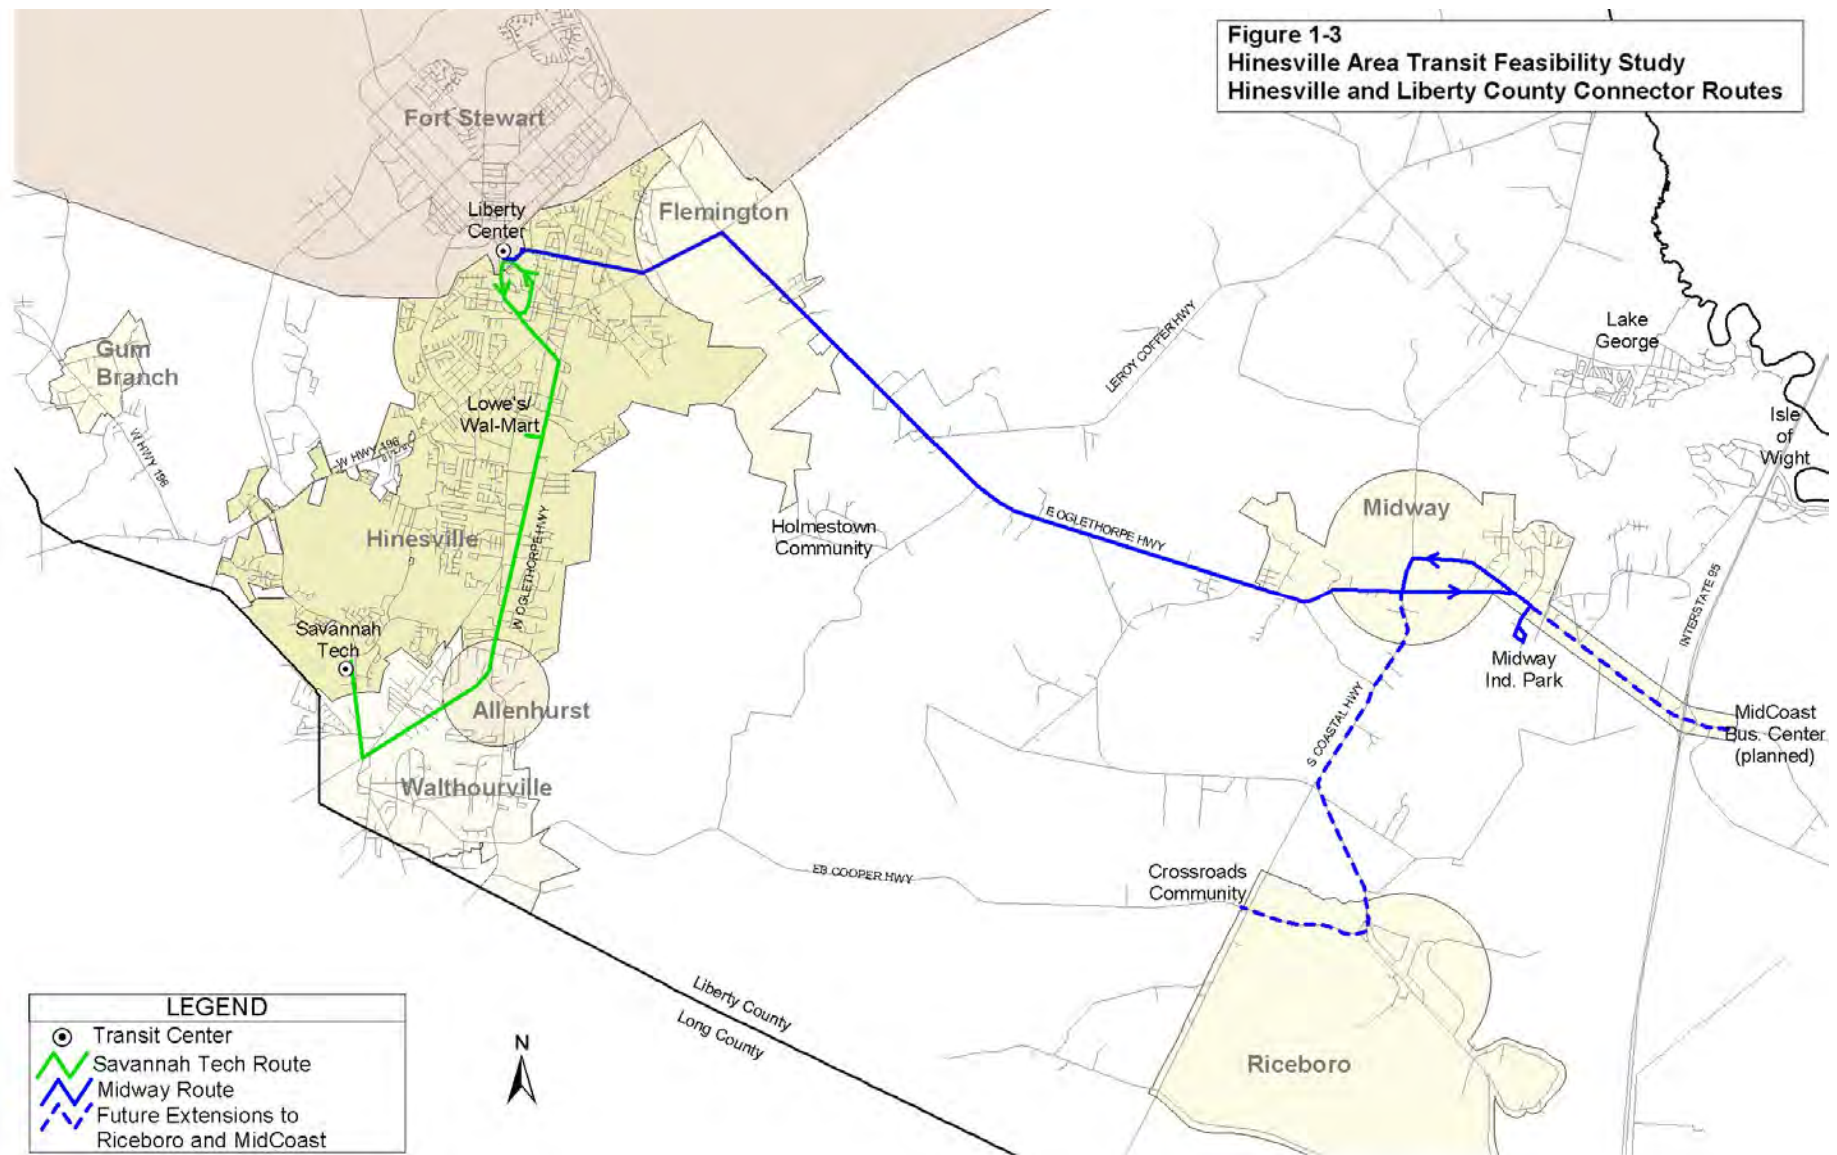 Figure 1-3
Hinesville Area Transit Feasibility Study
Hinesville and Liberty County Connector Routes
Fort Stewart
Liberty
Center
Flemington
Gum
Branch
Lowe's/
Wal-Mart
W HWY 196
W HWY 196
Hinesville
W OGLETHORPE HWY
Savannah
Tech
Allenhurst
Walthourville
Holmestown
Community
LEROY COFFER HWY
E OGLETHORPE HWY
Lake
George
Isle
of
Wight
Midway
INTERSTATE 95
Midway
Ind. Park
MidCoast
Bus. Center
(planned)
S COASTAL HWY
EB COOPER HWY
Crossroads
Community
Riceboro
Liberty County
Long County
N
LEGEND
Transit Center
Savannah Tech Route
Midway Route
Future Extensions to
Riceboro and MidCoast